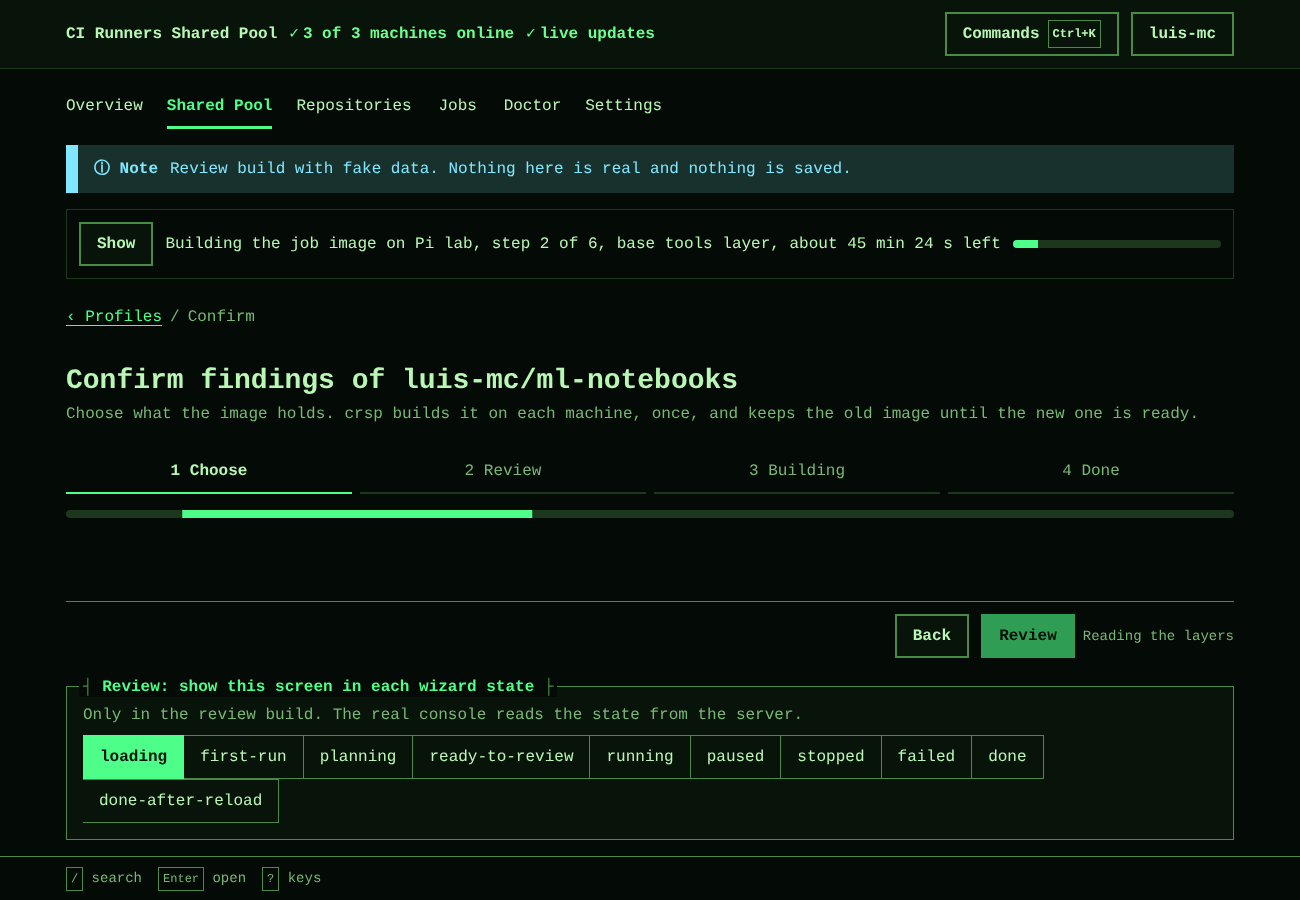 CI Runners Shared Pool ✓ 3 of 3 machines online ✓ live updates Commands Ctrl+K luis-mc
Overview Shared Pool Repositories Jobs Doctor Settings
ⓘ Note Review build with fake data. Nothing here is real and nothing is saved.
Show Building the job image on Pi lab, step 2 of 6, base tools layer, about 45 min 24 s left
‹ Profiles / Confirm
Confirm findings of luis-mc/ml-notebooks
Choose what the image holds. crsp builds it on each machine, once, and keeps the old image until the new one is ready.
1 Choose 2 Review 3 Building 4 Done
Back Review Reading the layers
Review: show this screen in each wizard state
Only in the review build. The real console reads the state from the server.
loading first-run planning ready-to-review running paused stopped failed done
done-after-reload
/ search Enter open ? keys